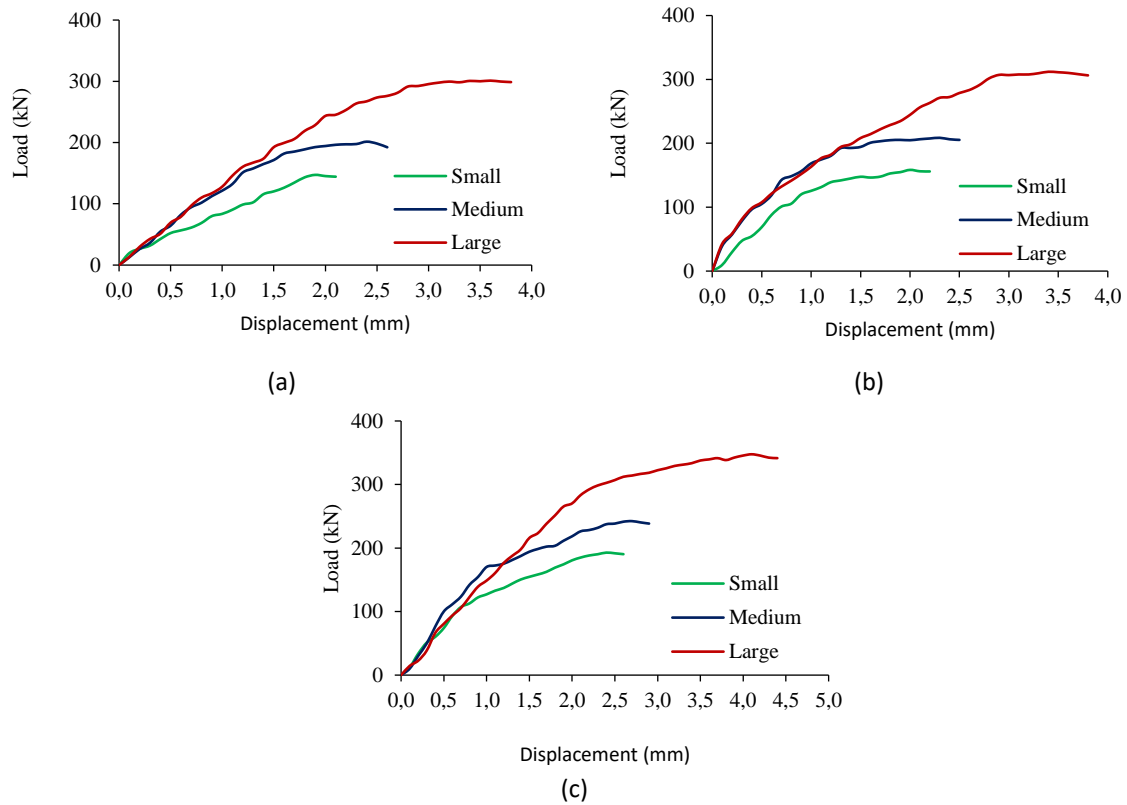 400
300
200
100
0
Load (kN)
0,0 0,5 1,0 1,5 2,0 2,5 3,0 3,5 4,0
Displacement (mm)
Small
Medium
Large
(a)
400
300
200
100
0
Load (kN)
0,0 0,5 1,0 1,5 2,0 2,5 3,0 3,5 4,0
Displacement (mm)
Small
Medium
Large
(b)
400
300
200
100
0
Load (kN)
0,0 0,5 1,0 1,5 2,0 2,5 3,0 3,5 4,0 4,5 5,0
Displacement (mm)
Small
Medium
Large
(c)